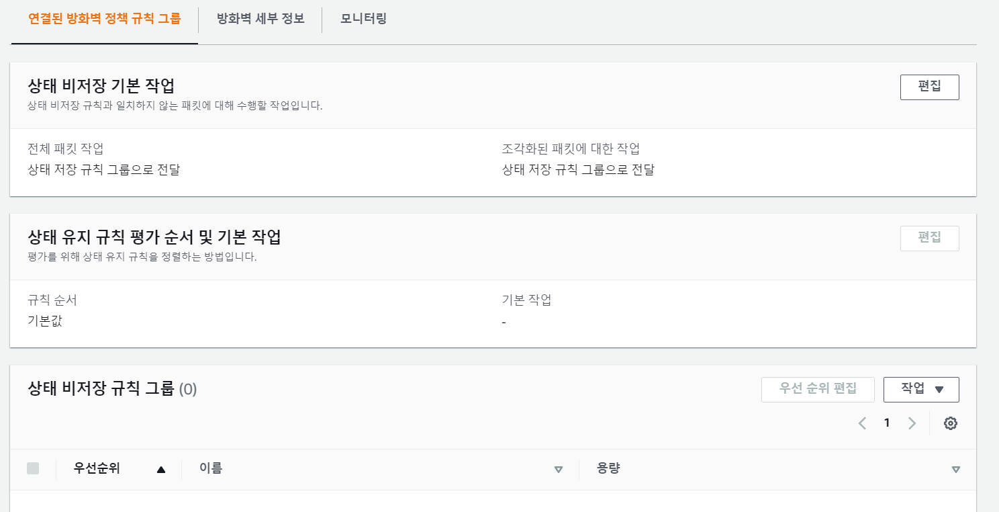 연결된 방화벽 정책 규칙 그룹
방화벽 세부 정보
모니터링
상태 비저장 기본 작업
편집
상태 비저장 규칙과 일치하지 않는 패킷에 대해 수행할 작업입니다.
전체 패킷 작업
조각화된 패킷에 대한 작업
상태 저장 규칙 그룹으로 전달
상태 저장 규칙 그룹으로 전달
상태 유지 규칙 평가 순서 및 기본 작업
편집
평가를 위해 상태 유지 규칙을 정렬하는 방법입니다.
규칙 순서
기본 작업
기본값
-
상태 비저장 규칙 그룹 (0)
우선 순위 편집
작업
1
우선순위
이름
용량